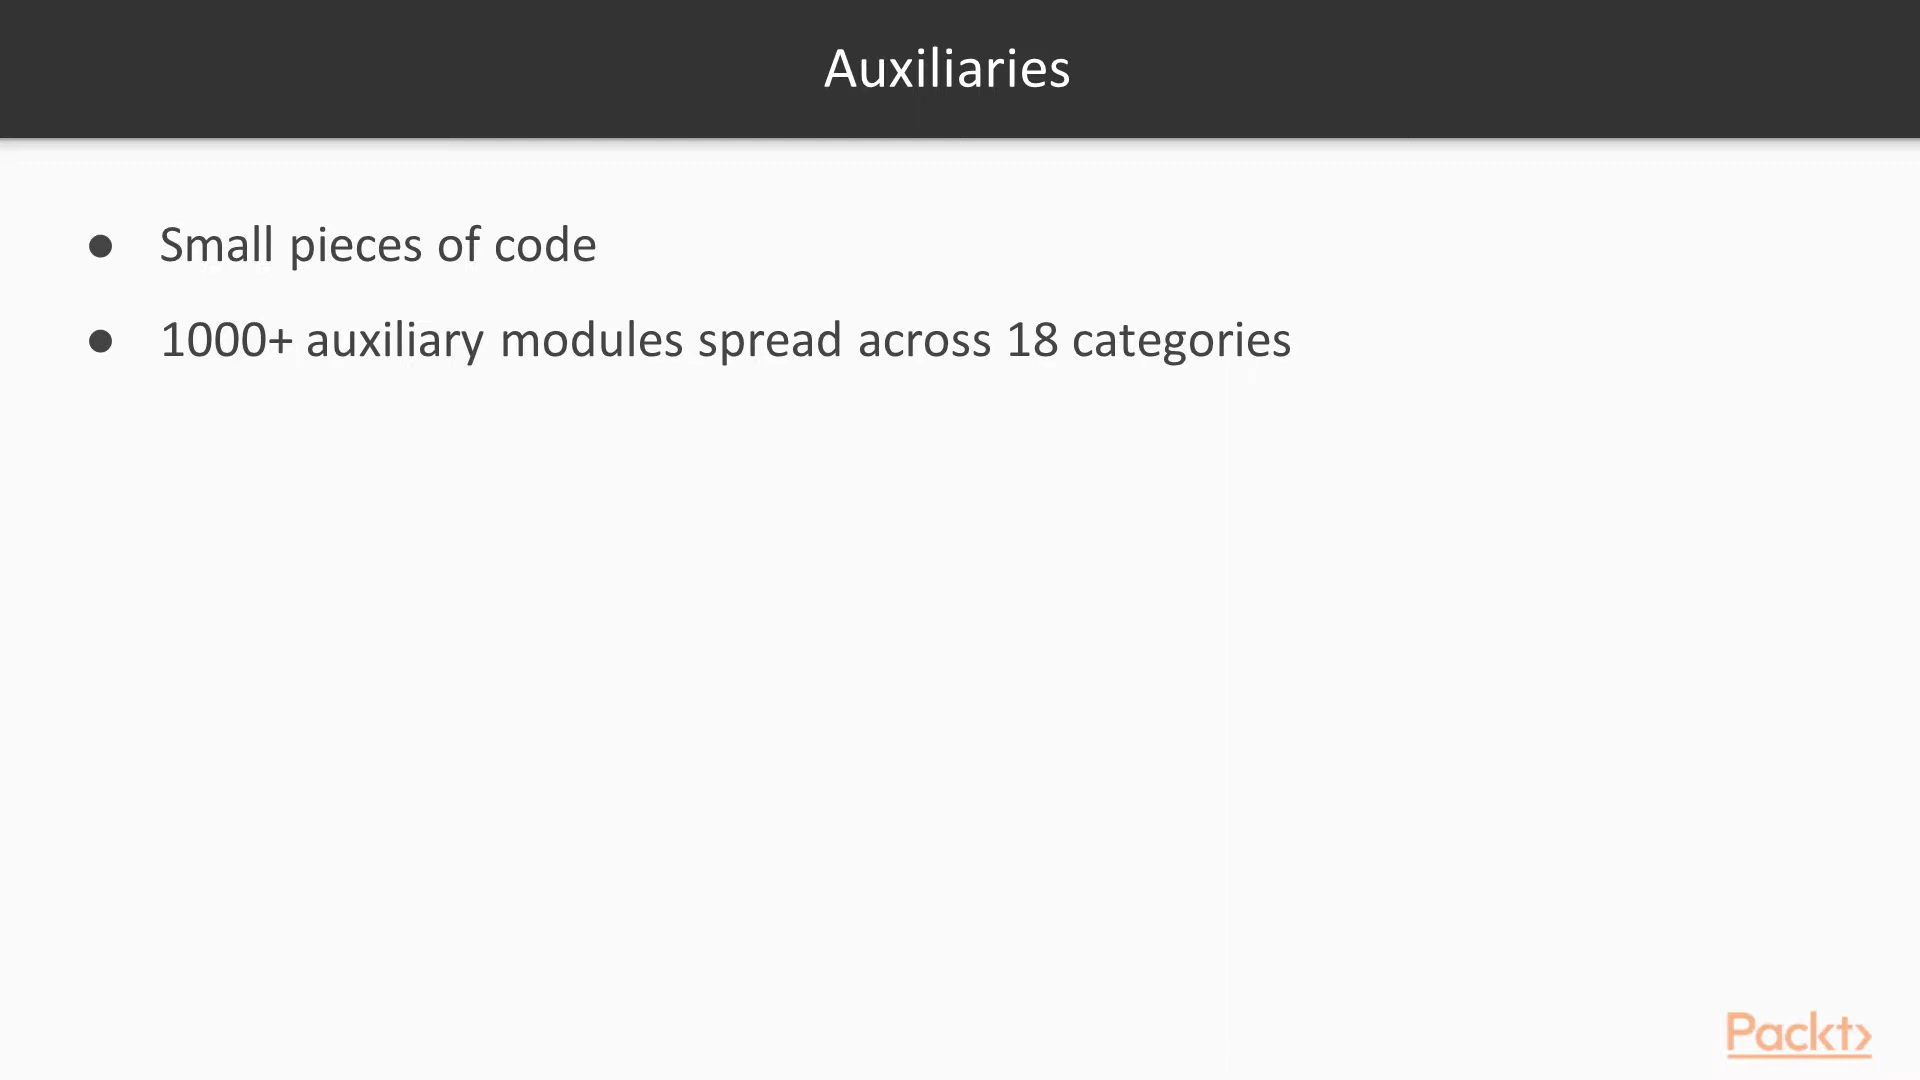 Auxiliaries
● Small pieces of code
● 1000+ auxiliary modules spread across 18 categories
Packt>